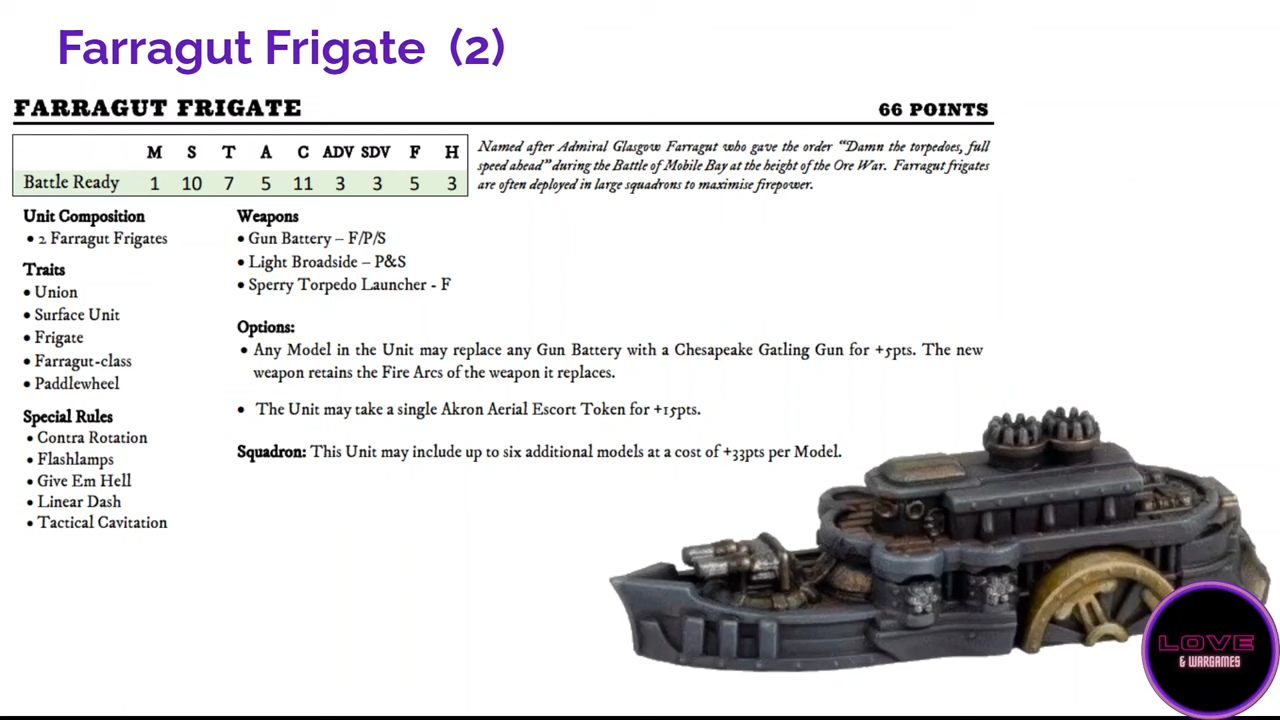 Farragut Frigate (2)
FARRAGUT FRIGATE
66 POINTS
M S T A C ADV SDV F H
Battle Ready 1 10 7 5 11 3 3 5 3
Named after Admiral Glasgow Farragut who gave the order “Damn the torpedoes, full
speed ahead” during the Battle of Mobile Bay at the height of the Ore War. Farragut frigates
are often deployed in large squadrons to maximise firepower.
Unit Composition
• 2 Farragut Frigates
Traits
• Union
• Surface Unit
• Frigate
• Farragut-class
• Paddlewheel
Special Rules
• Contra Rotation
• Flashlamps
• Give Em Hell
• Linear Dash
• Tactical Cavitation
Weapons
• Gun Battery – F/P/S
• Light Broadside – P&S
• Sperry Torpedo Launcher - F
Options:
• Any Model in the Unit may replace any Gun Battery with a Chesapeake Gatling Gun for +5pts. The new
weapon retains the Fire Arcs of the weapon it replaces.
• The Unit may take a single Akron Aerial Escort Token for +15pts.
Squadron: This Unit may include up to six additional models at a cost of +33pts per Model.
LOVE
& WARGAMES